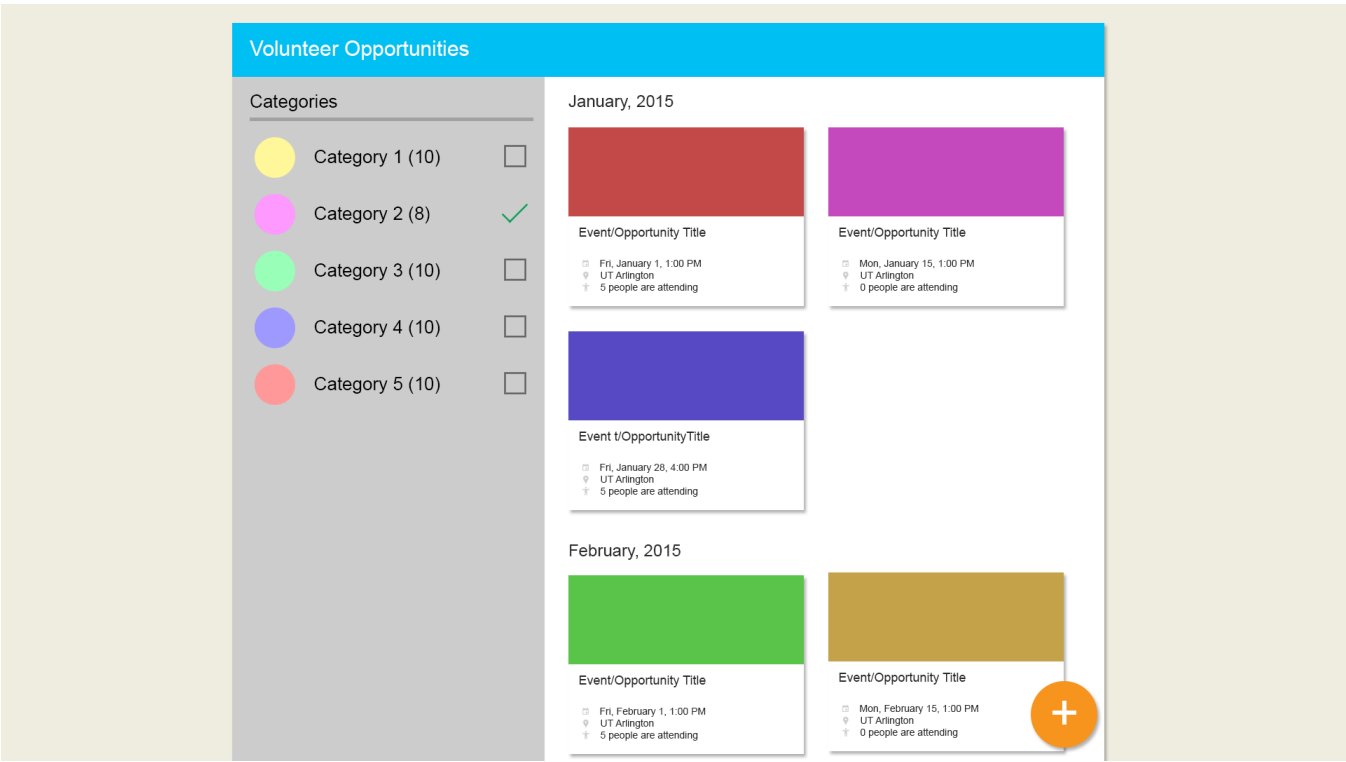 Volunteer Opportunities
Categories
Category 1 (10)
Category 2 (8)
Category 3 (10)
Category 4 (10)
Category 5 (10)
January, 2015
Event/Opportunity Title
Fri, January 1, 1:00 PM
UT Arlington
5 people are attending
Event/Opportunity Title
Mon, January 15, 1:00 PM
UT Arlington
0 people are attending
Event t/OpportunityTitle
Fri, January 28, 4:00 PM
UT Arlington
5 people are attending
February, 2015
Event/Opportunity Title
Fri, February 1, 1:00 PM
UT Arlington
5 people are attending
Event/Opportunity Title
Mon, February 15, 1:00 PM
UT Arlington
0 people are attending
+